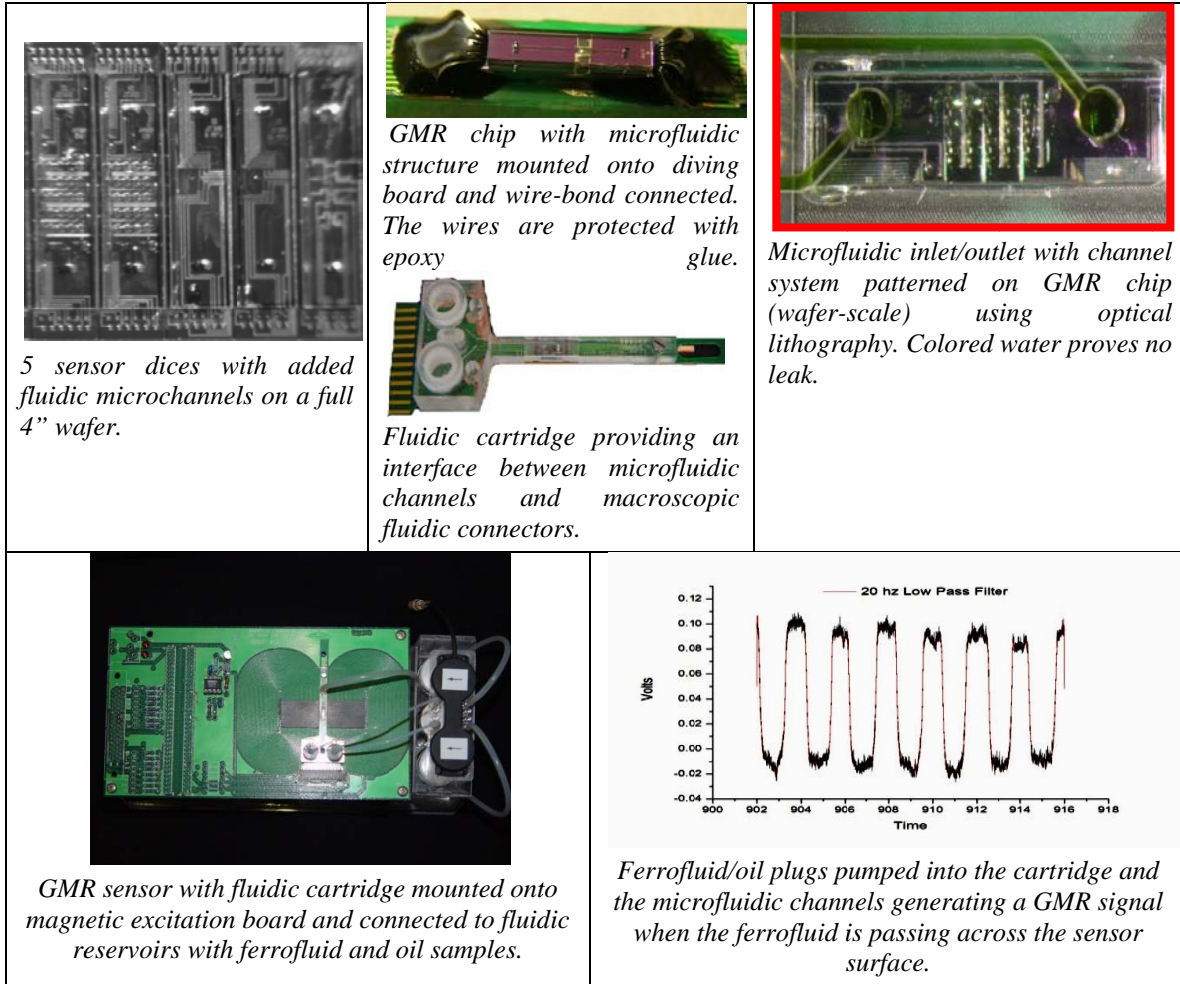 5 sensor dices with added
fluidic microchannels on a full
4” wafer.
GMR chip with microfluidic
structure mounted onto diving
board and wire-bond connected.
The wires are protected with
epoxy glue.
Fluidic cartridge providing an
interface between microfluidic
channels and macroscopic
fluidic connectors.
Microfluidic inlet/outlet with channel
system patterned on GMR chip
(wafer-scale) using optical
lithography. Colored water proves no
leak.
GMR sensor with fluidic cartridge mounted onto
magnetic excitation board and connected to fluidic
reservoirs with ferrofluid and oil samples.
20 hz Low Pass Filter
Volts
0.12
0.10
0.08
0.06
0.04
0.02
0.00
-0.02
-0.04
900 902 904 906 908 910 912 914 916 918
Time
Ferrofluid/oil plugs pumped into the cartridge and
the microfluidic channels generating a GMR signal
when the ferrofluid is passing across the sensor
surface.